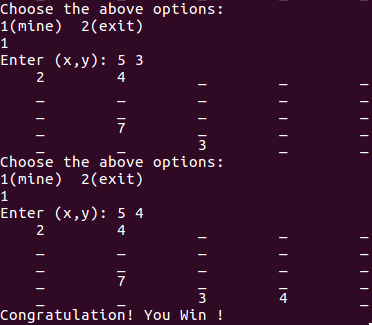 Choose the above options:
1(mine)  2(exit)
1
Enter (x,y): 5 3
2 4 _ _ _
_ _ _ _ _
_ _ _ _ _
_ 7 _ _ _
_ _ 3 _ _
Choose the above options:
1(mine)  2(exit)
1
Enter (x,y): 5 4
2 4 _ _ _
_ _ _ _ _
_ _ _ _ _
_ 7 _ _ _
_ _ 3 4 _
Congratulation! You Win !